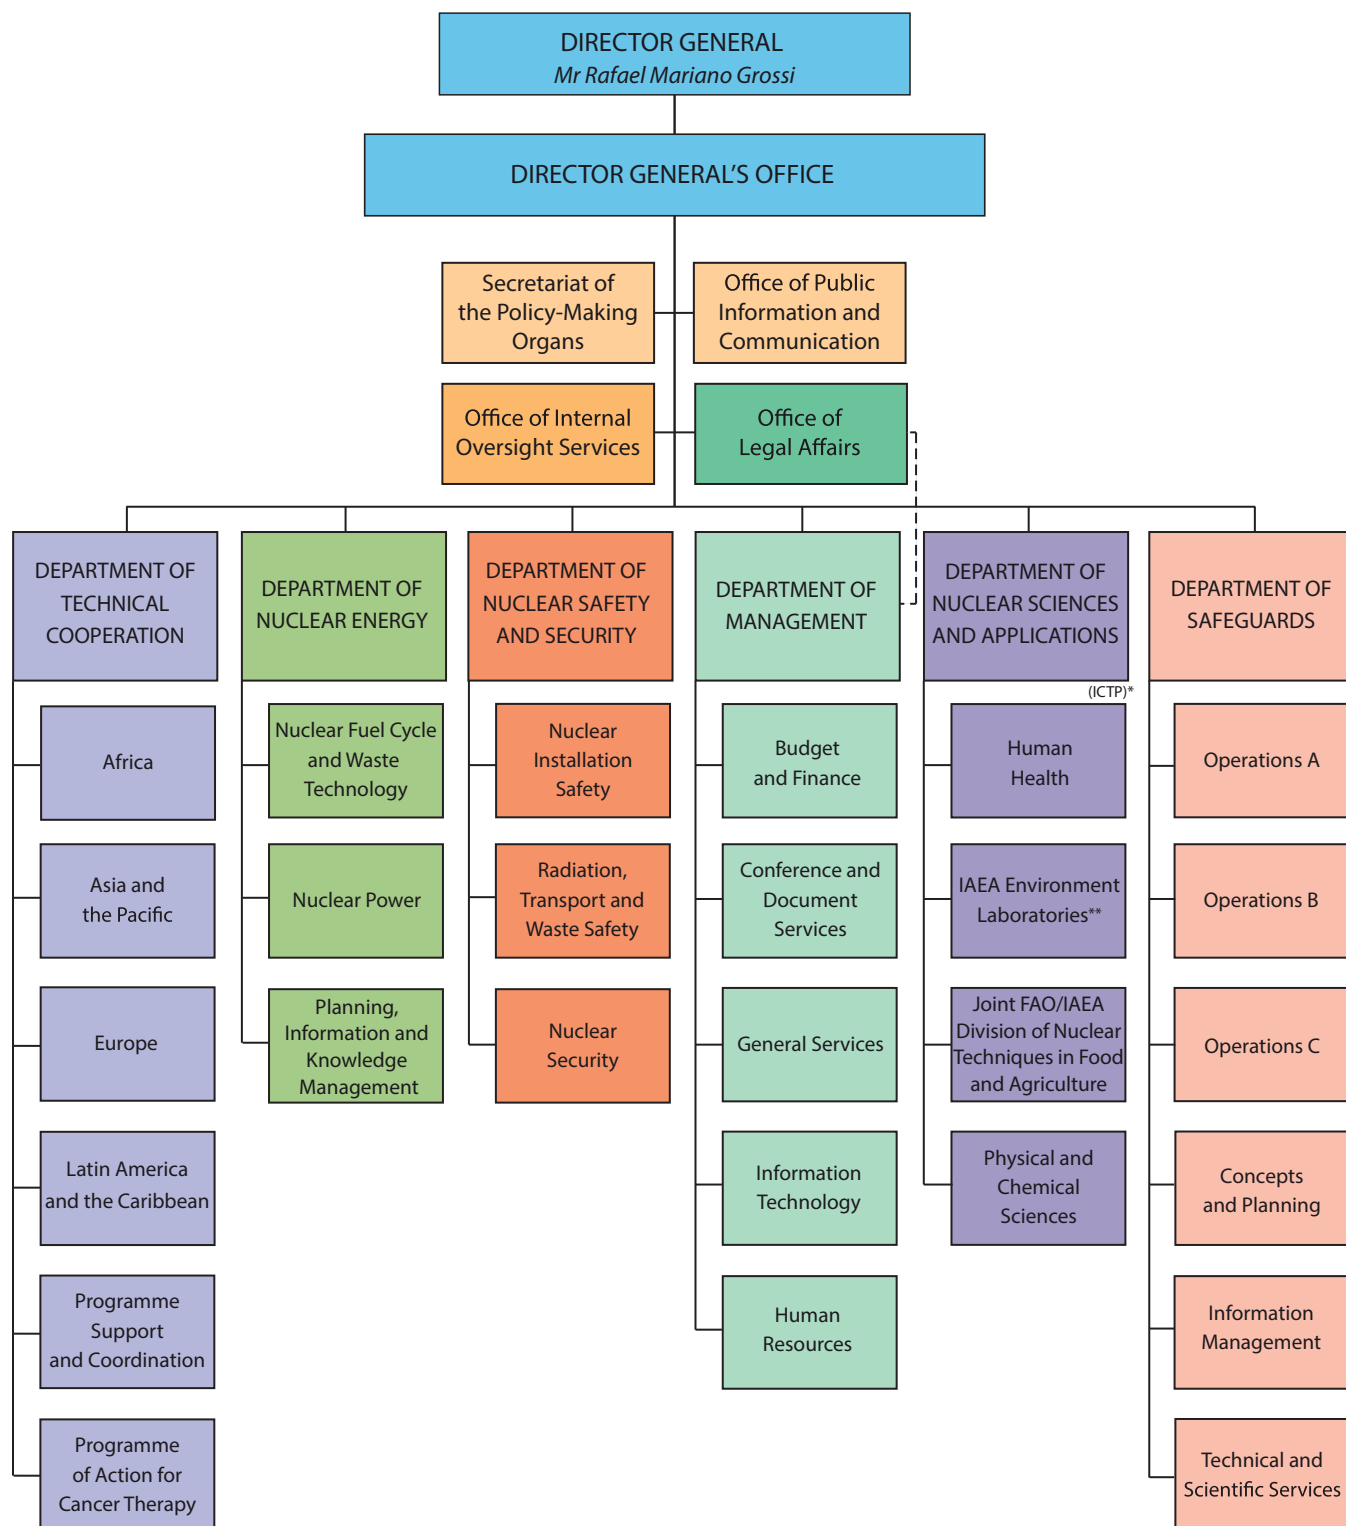 DIRECTOR GENERAL
Mr Rafael Mariano Grossi
DIRECTOR GENERAL’S OFFICE
Secretariat of
the Policy-Making
Organs
Office of Public
Information and
Communication
Office of Internal
Oversight Services
Office of
Legal Affairs
DEPARTMENT OF
TECHNICAL
COOPERATION
Africa
Asia and
the Pacific
Europe
Latin America
and the Caribbean
Programme
Support
and Coordination
Programme
of Action for
Cancer Therapy
DEPARTMENT OF
NUCLEAR ENERGY
Nuclear Fuel Cycle
and Waste
Technology
Nuclear Power
Planning,
Information and
Knowledge
Management
DEPARTMENT OF
NUCLEAR SAFETY
AND SECURITY
Nuclear
Installation
Safety
Radiation,
Transport and
Waste Safety
Nuclear
Security
DEPARTMENT OF
MANAGEMENT
Budget
and Finance
Conference and
Document
Services
General Services
Information
Technology
Human
Resources
DEPARTMENT OF
NUCLEAR SCIENCES
AND APPLICATIONS
(ICTP)*
Human
Health
IAEA Environment
Laboratories**
Joint FAO/IAEA
Division of Nuclear
Techniques in Food
and Agriculture
Physical and
Chemical
Sciences
DEPARTMENT OF
SAFEGUARDS
Operations A
Operations B
Operations C
Concepts
and Planning
Information
Management
Technical and
Scientific Services